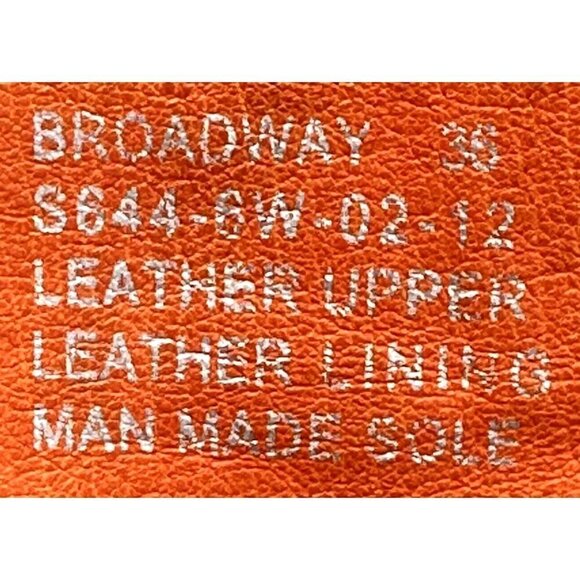 BROADWAY 36
S644-6W-02-12
LEATHER UPPER
LEATHER LINING
MAN MADE SOLE